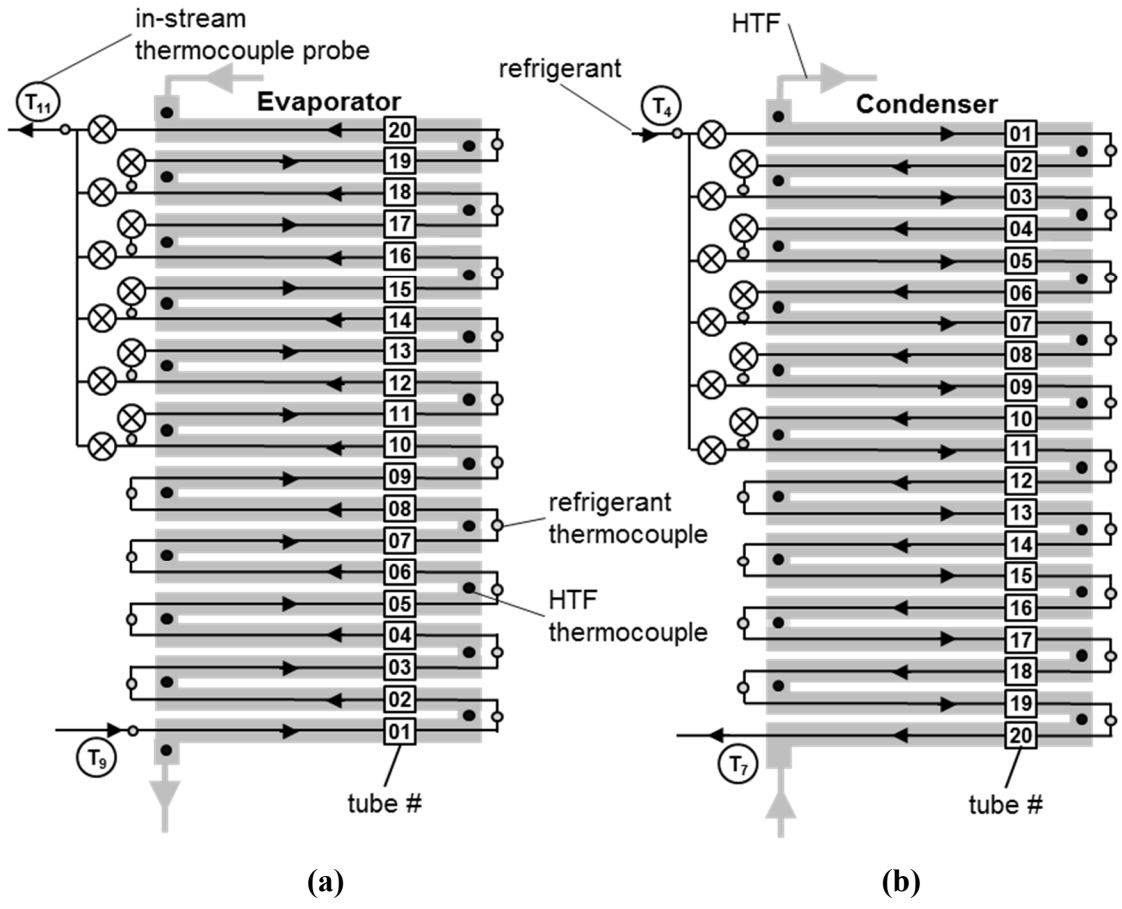 in-stream
thermocouple probe
T11
Evaporator
20
19
18
17
16
15
14
13
12
11
10
09
08
07
06
05
04
03
02
01
T9
tube #
refrigerant
thermocouple
HTF
thermocouple
(a)
HTF
refrigerant
T4
Condenser
01
02
03
04
05
06
07
08
09
10
11
12
13
14
15
16
17
18
19
20
T7
tube #
(b)